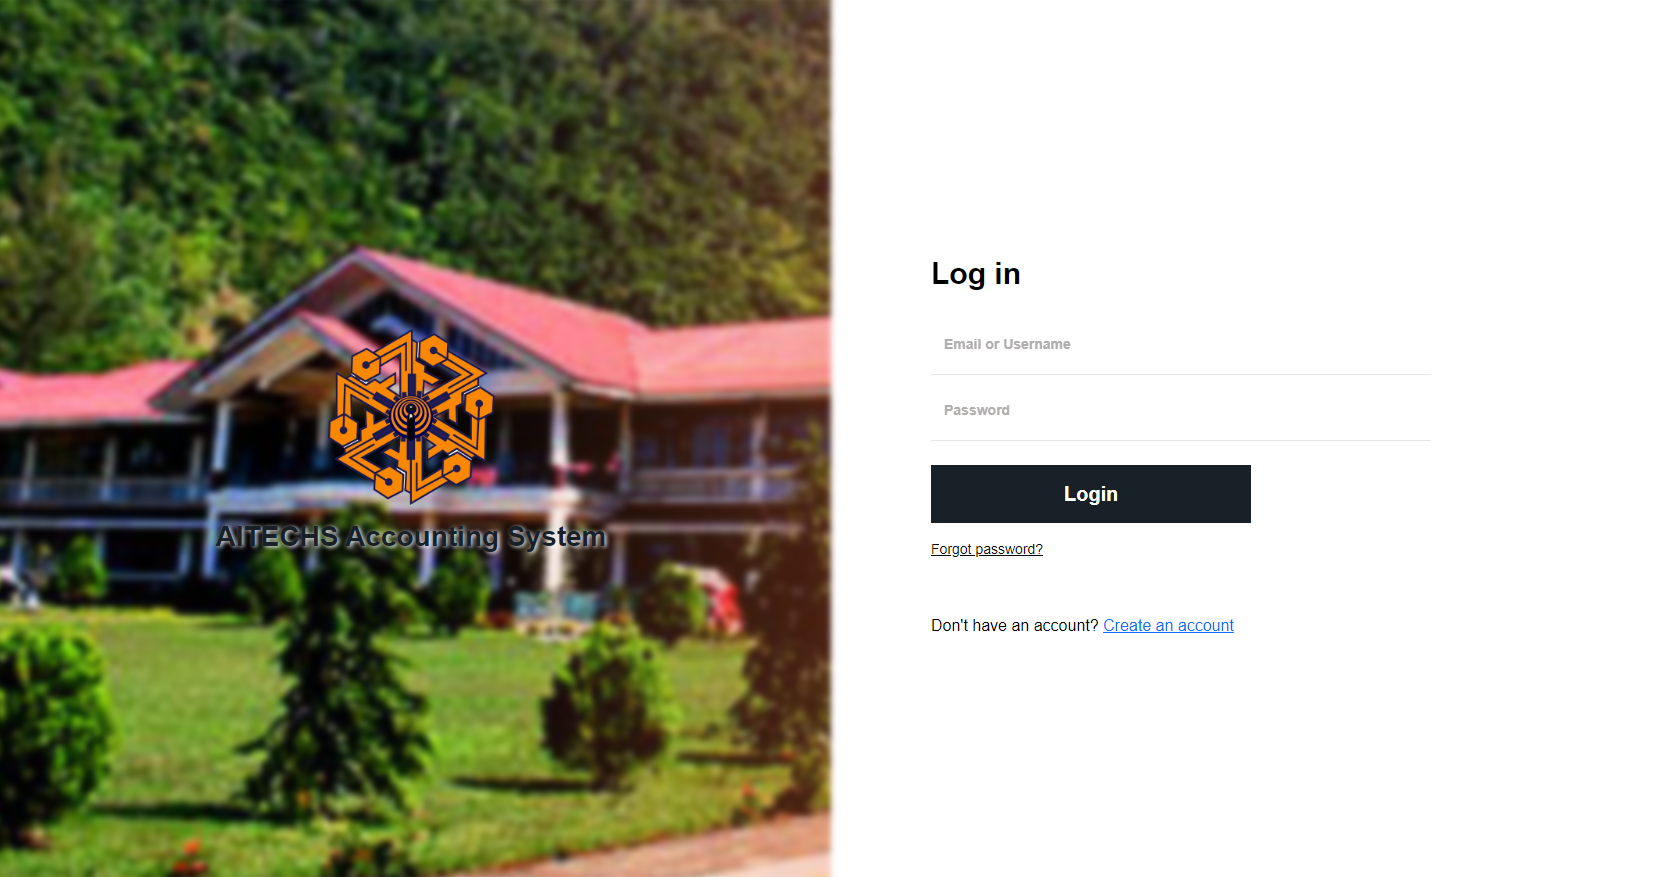 AITECHS Accounting System
Log in
Email or Username
Password
Login
Forgot password?
Don't have an account? Create an account